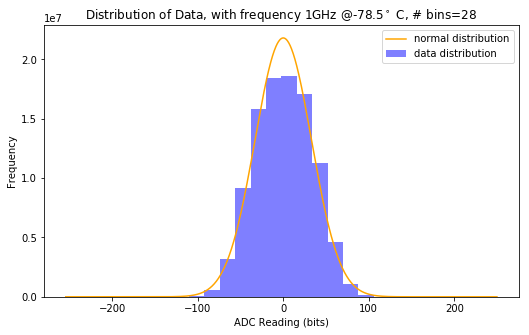 Distribution of Data, with frequency 1GHz @-78.5° C, # bins=28
1e7
normal distribution
data distribution
2.0
1.5
1.0
0.5
0.0
Frequency
−200
−100
0
100
200
ADC Reading (bits)